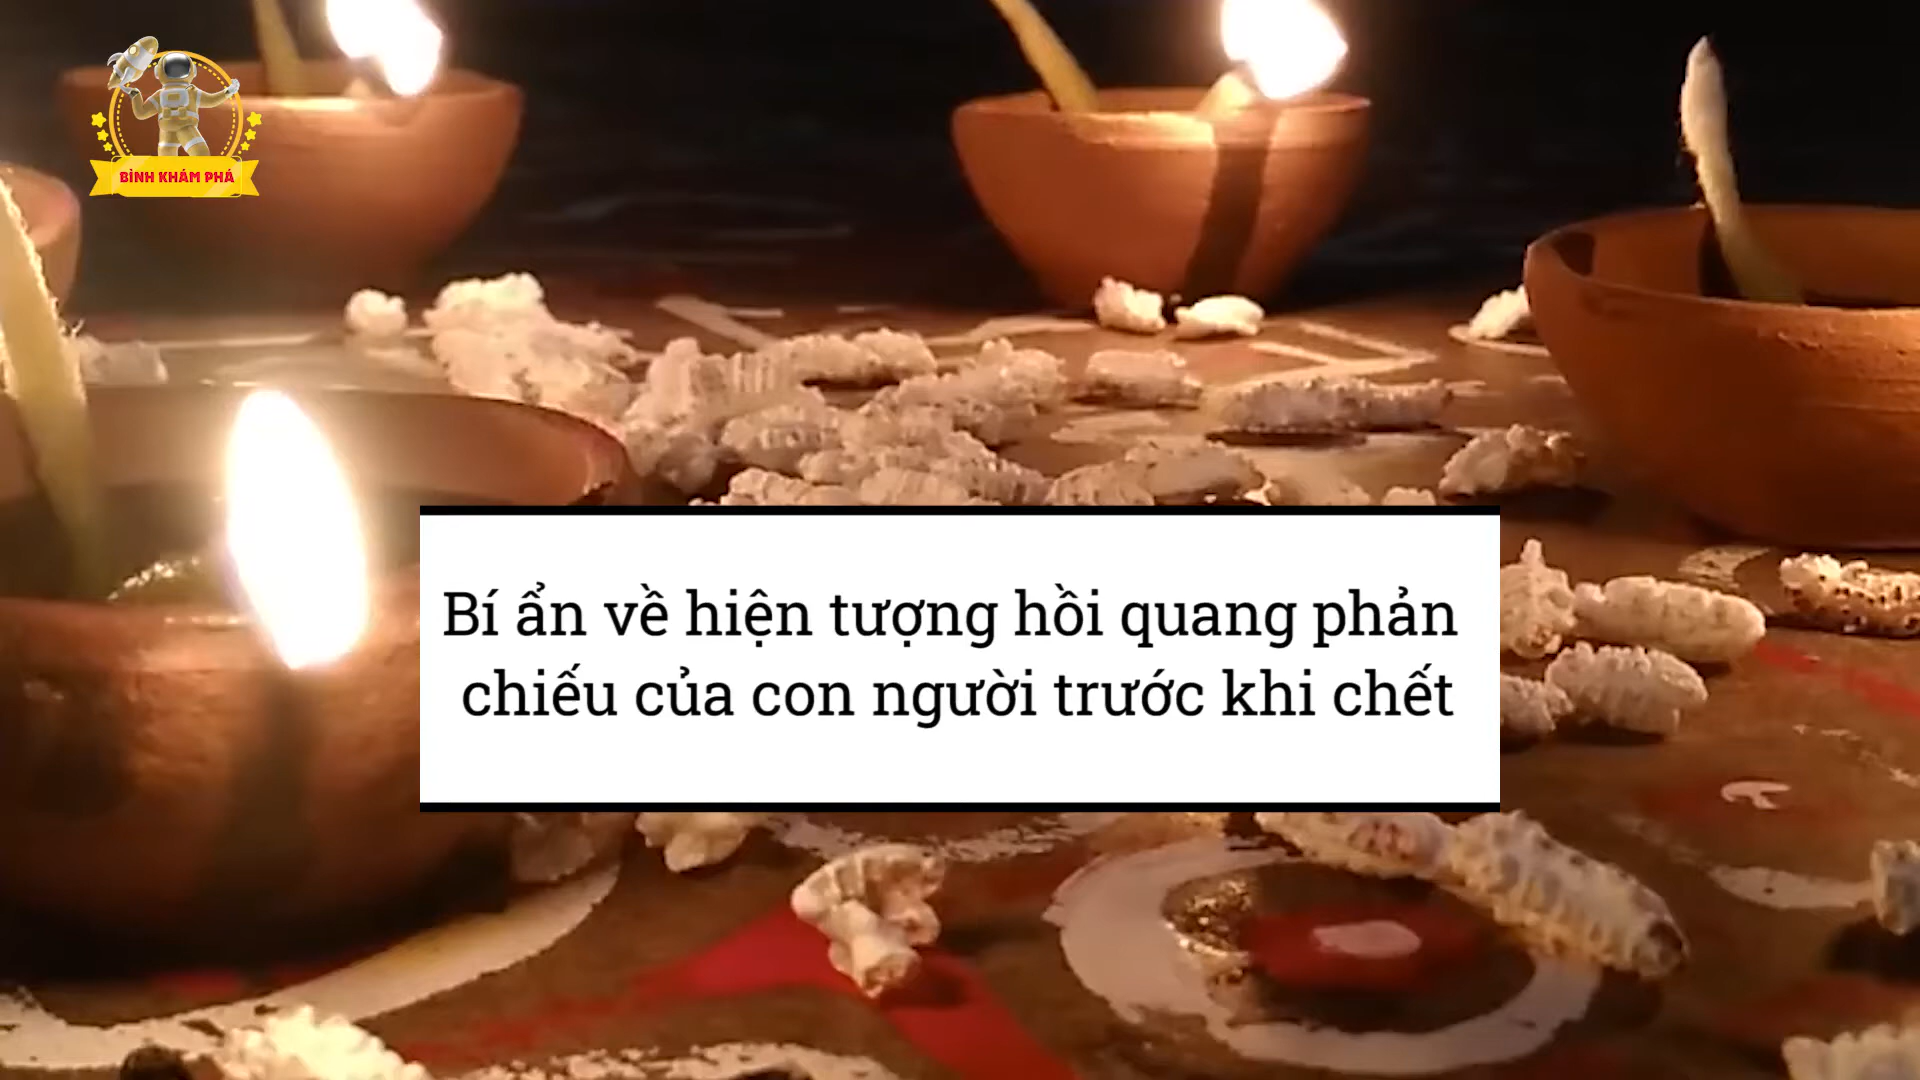 BÌNH KHÁM PHÁ
Bí ẩn về hiện tượng hồi quang phản
chiếu của con người trước khi chết